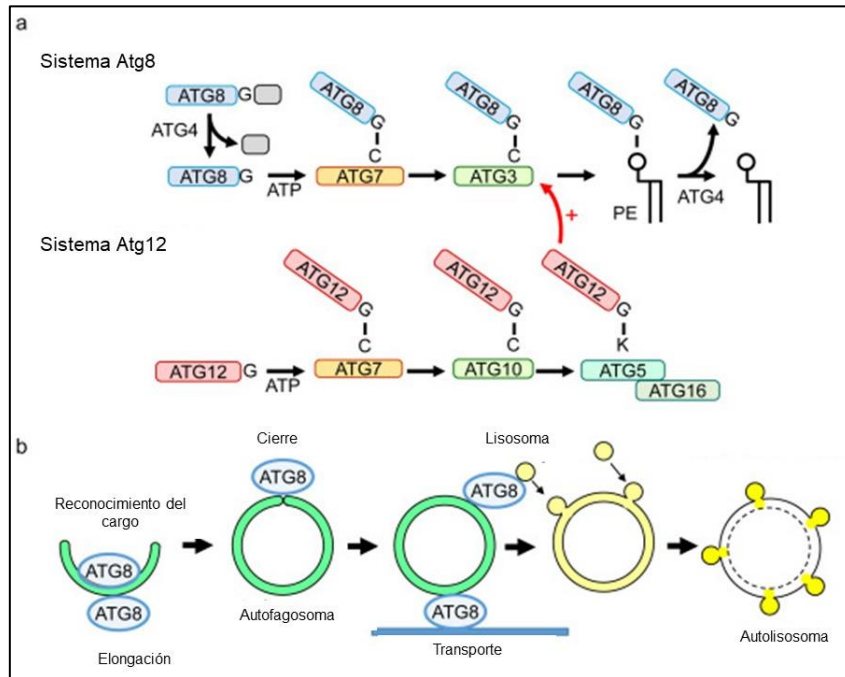 a
Sistema Atg8
ATG8 G
ATG4
ATG8 G
ATP
ATG8 G
C
ATG7
ATG8 G
C
ATG3
ATG8 G
PE
ATG8 G
ATG4
+
Sistema Atg12
ATG12 G
ATP
ATG12 G
C
ATG7
ATG12 G
C
ATG10
ATG12 G
K
ATG5
ATG16
b
Reconocimiento del
cargo
ATG8
ATG8
Elongación
Cierre
ATG8
Autofagosoma
Lisosoma
ATG8
ATG8
Transporte
Autolisosoma